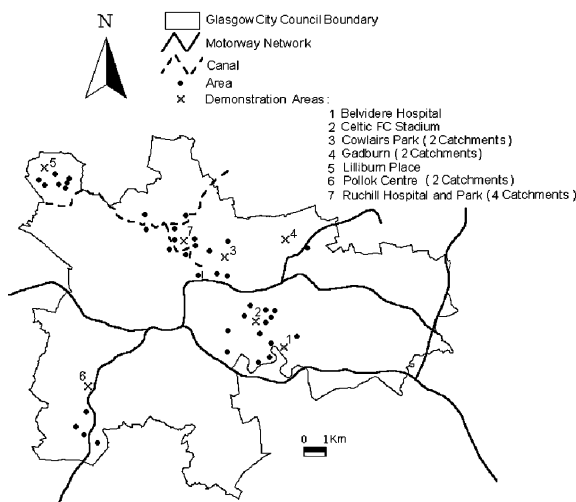 N
Glasgow City Council Boundary
Motorway Network
Canal
Area
Demonstration Areas :
1 Belvidere Hospital
2 Celtic FC Stadium
3 Cowlairs Park ( 2 Catchments)
4 Gadburn ( 2 Catchments)
5 Lilliburn Place
6 Pollok Centre ( 2 Catchments)
7 Ruchill Hospital and Park (4 Catchments)
5
7
4
3
2
1
6
0 1Km